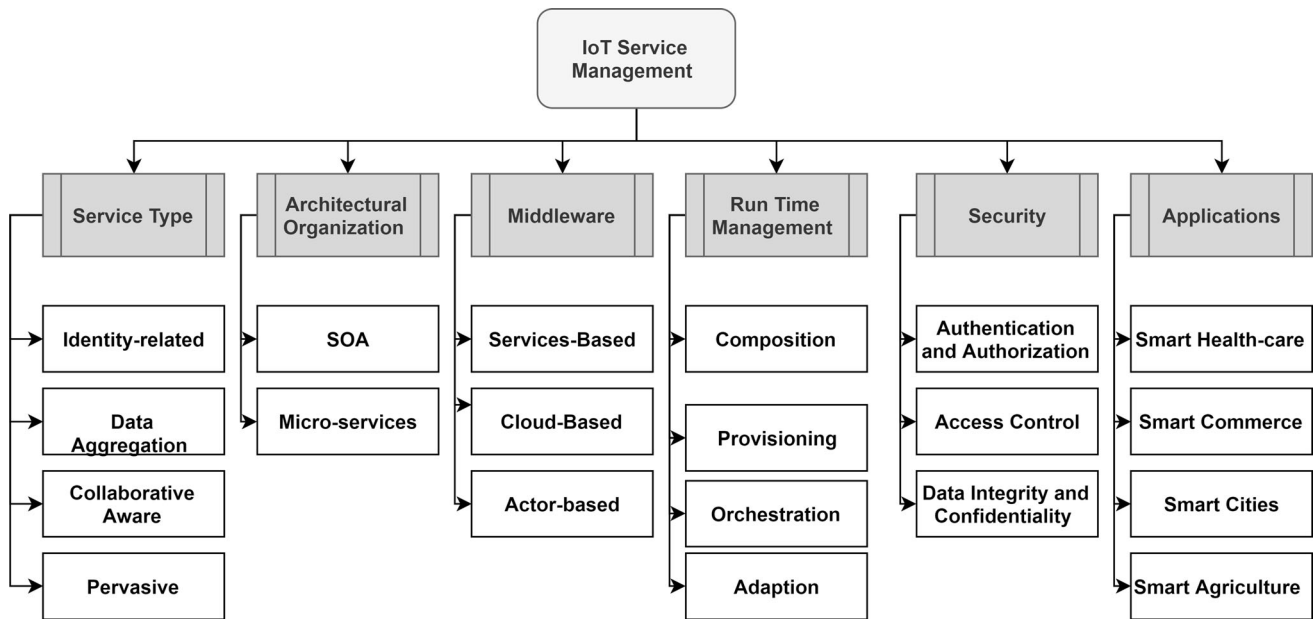 IoT Service
Management
Service Type
Architectural
Organization
Middleware
Run Time
Management
Security
Applications
Identity-related
Data
Aggregation
Collaborative
Aware
Pervasive
SOA
Micro-services
Services-Based
Cloud-Based
Actor-based
Composition
Provisioning
Orchestration
Adaption
Authentication
and Authorization
Access Control
Data Integrity and
Confidentiality
Smart Health-care
Smart Commerce
Smart Cities
Smart Agriculture